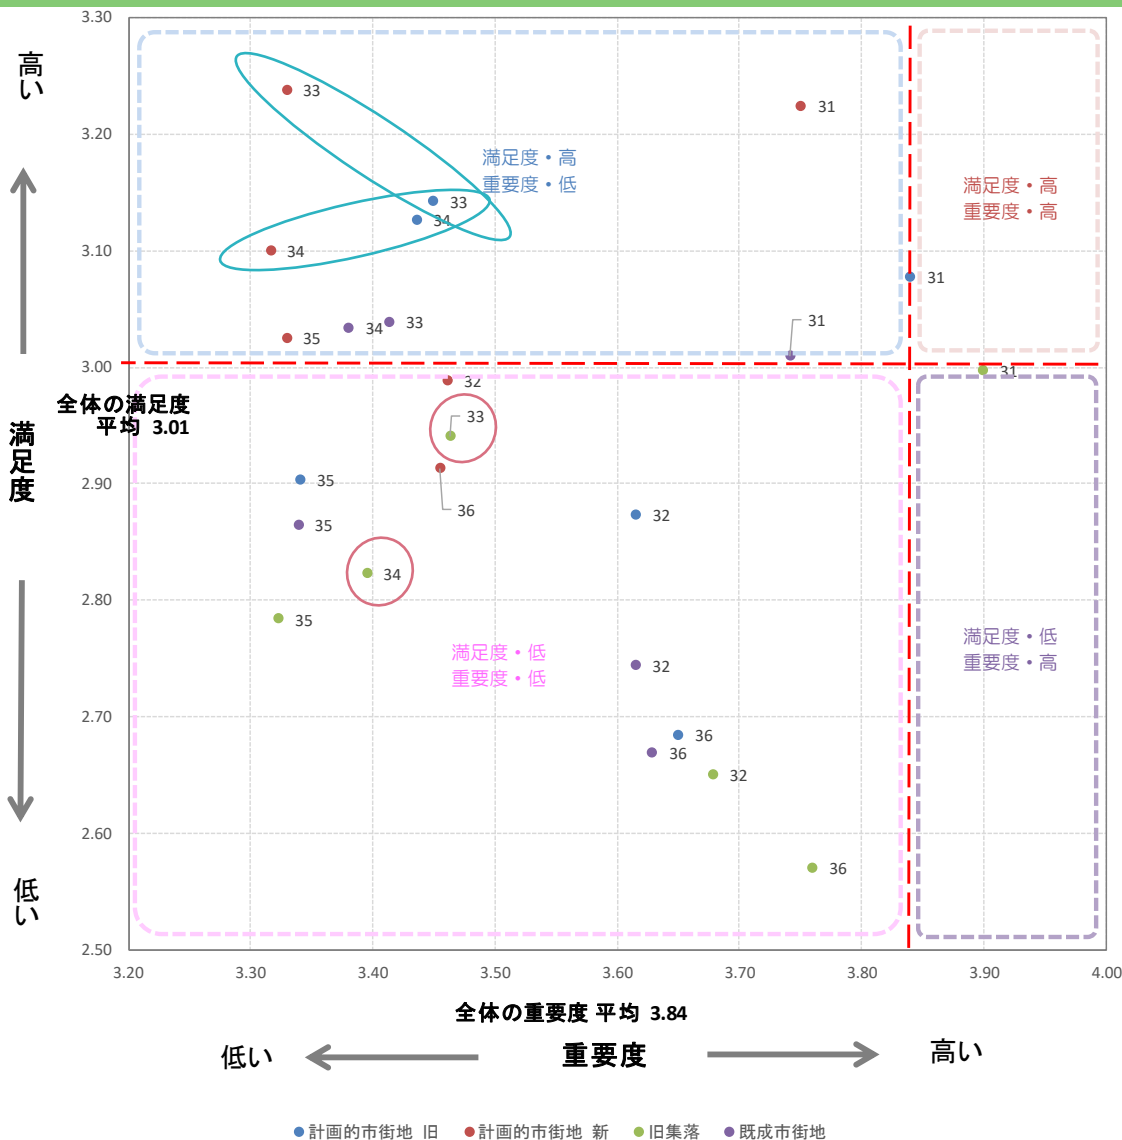 3.30
高い
33
31
3.20
満足度・高
重要度・低
満足度・高
重要度・高
33
34
3.10
34
31
31
34
33
35
3.00
31
32
全体の満足度
平均 3.01
33
満足度
2.90
35
36
32
35
2.80
34
35
満足度・低
重要度・高
満足度・低
重要度・低
32
2.70
36
36
32
2.60
36
低い
2.50
3.20
3.30
3.40
3.50
3.60
3.70
3.80
3.90
4.00
全体の重要度 平均 3.84
低い
重要度
高い
計画的市街地 旧
計画的市街地 新
旧集落
既成市街地